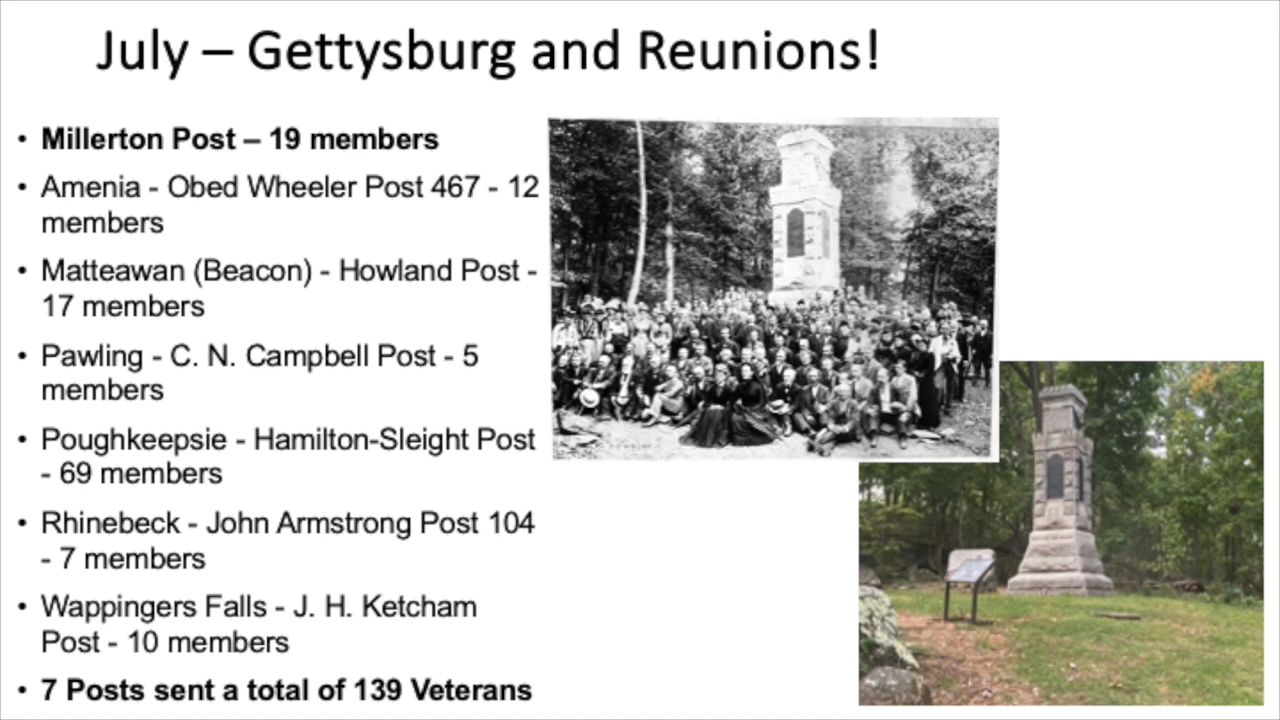 July – Gettysburg and Reunions!
• Millerton Post – 19 members
• Amenia - Obed Wheeler Post 467 - 12
members
• Matteawan (Beacon) - Howland Post -
17 members
• Pawling - C. N. Campbell Post - 5
members
• Poughkeepsie - Hamilton-Sleight Post
- 69 members
• Rhinebeck - John Armstrong Post 104
- 7 members
• Wappingers Falls - J. H. Ketcham
Post - 10 members
• 7 Posts sent a total of 139 Veterans